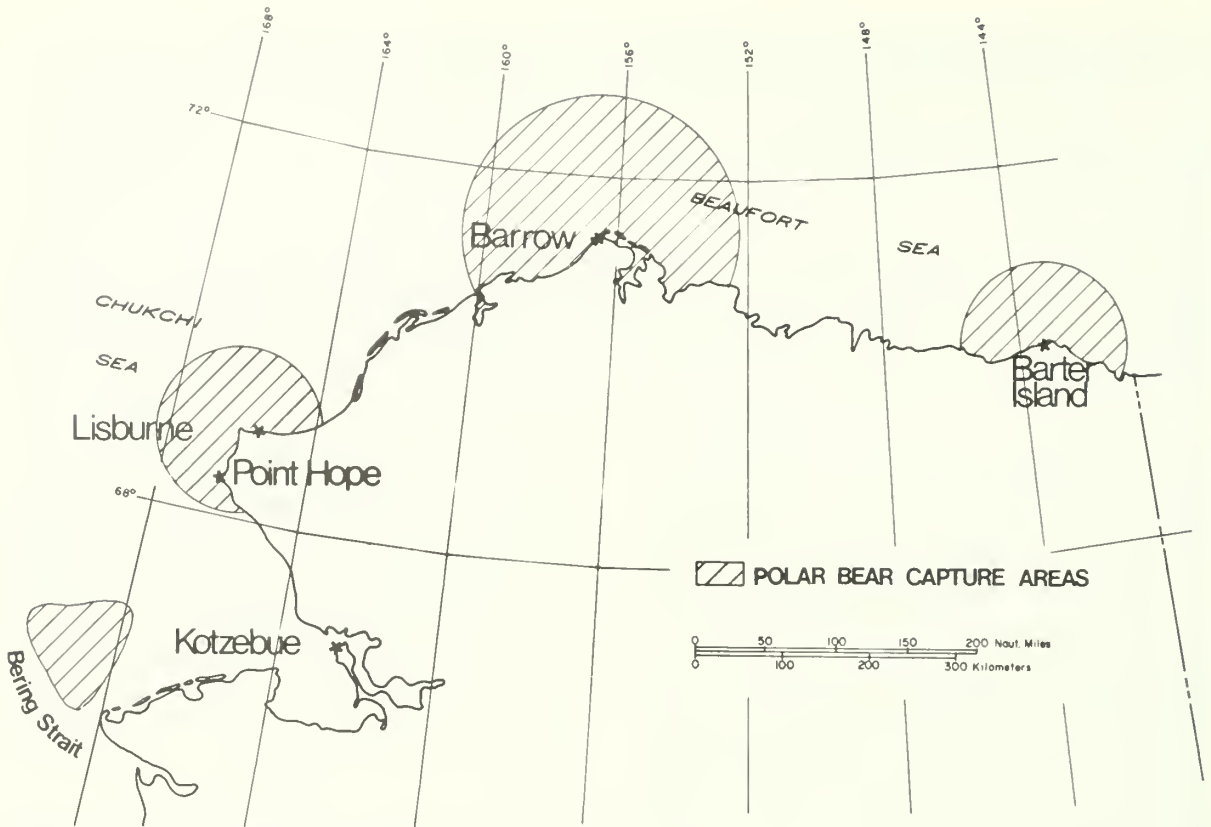 168°
164°
160°
156°
152°
148°
144°
72°
BEAUFORT
SEA
Barrow
CHUKCHI
SEA
Lisburne
Point Hope
68°
Barter
Island
POLAR BEAR CAPTURE AREAS
0 50 100 150 200 Naut. Miles
0 100 200 300 Kilometers
Kotzebue
Bering Strait